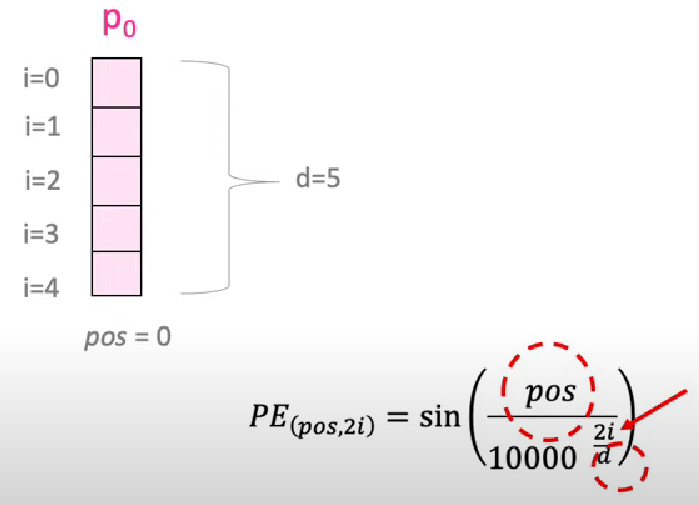 p₀
i=0
i=1
i=2
d=5
i=3
i=4
pos = 0
PE(pos,2i) = sin(pos / 10000^(2i/d))